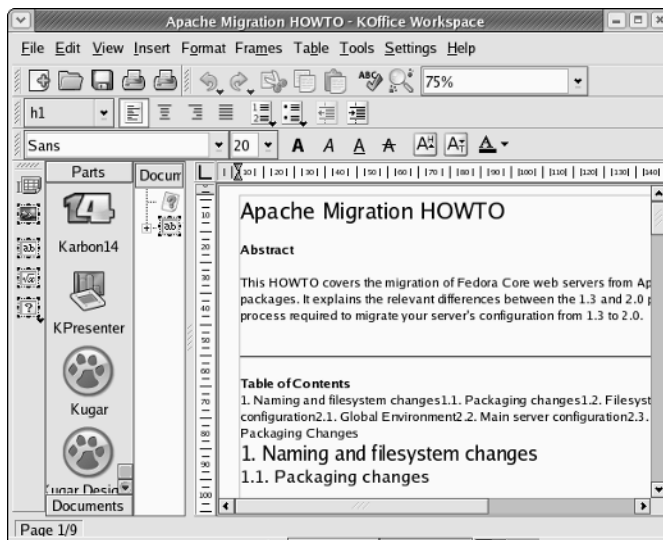 Apache Migration HOWTO - KOffice Workspace
File Edit View Insert Format Frames Table Tools Settings Help
ABC 75%
h1
Sans 20 A A A A A A A
Parts Docum
Karbon14
KPresenter
Kugar
Kugar Desig
Documents
Apache Migration HOWTO
Abstract
This HOWTO covers the migration of Fedora Core web servers from Ap
packages. It explains the relevant differences between the 1.3 and 2.0 p
process required to migrate your server's configuration from 1.3 to 2.0.
Table of Contents
1. Naming and filesystem changes1.1. Packaging changes1.2. Filesyst
configuration2.1. Global Environment2.2. Main server configuration2.3.
Packaging Changes
1. Naming and filesystem changes
1.1. Packaging changes
Page 1/9